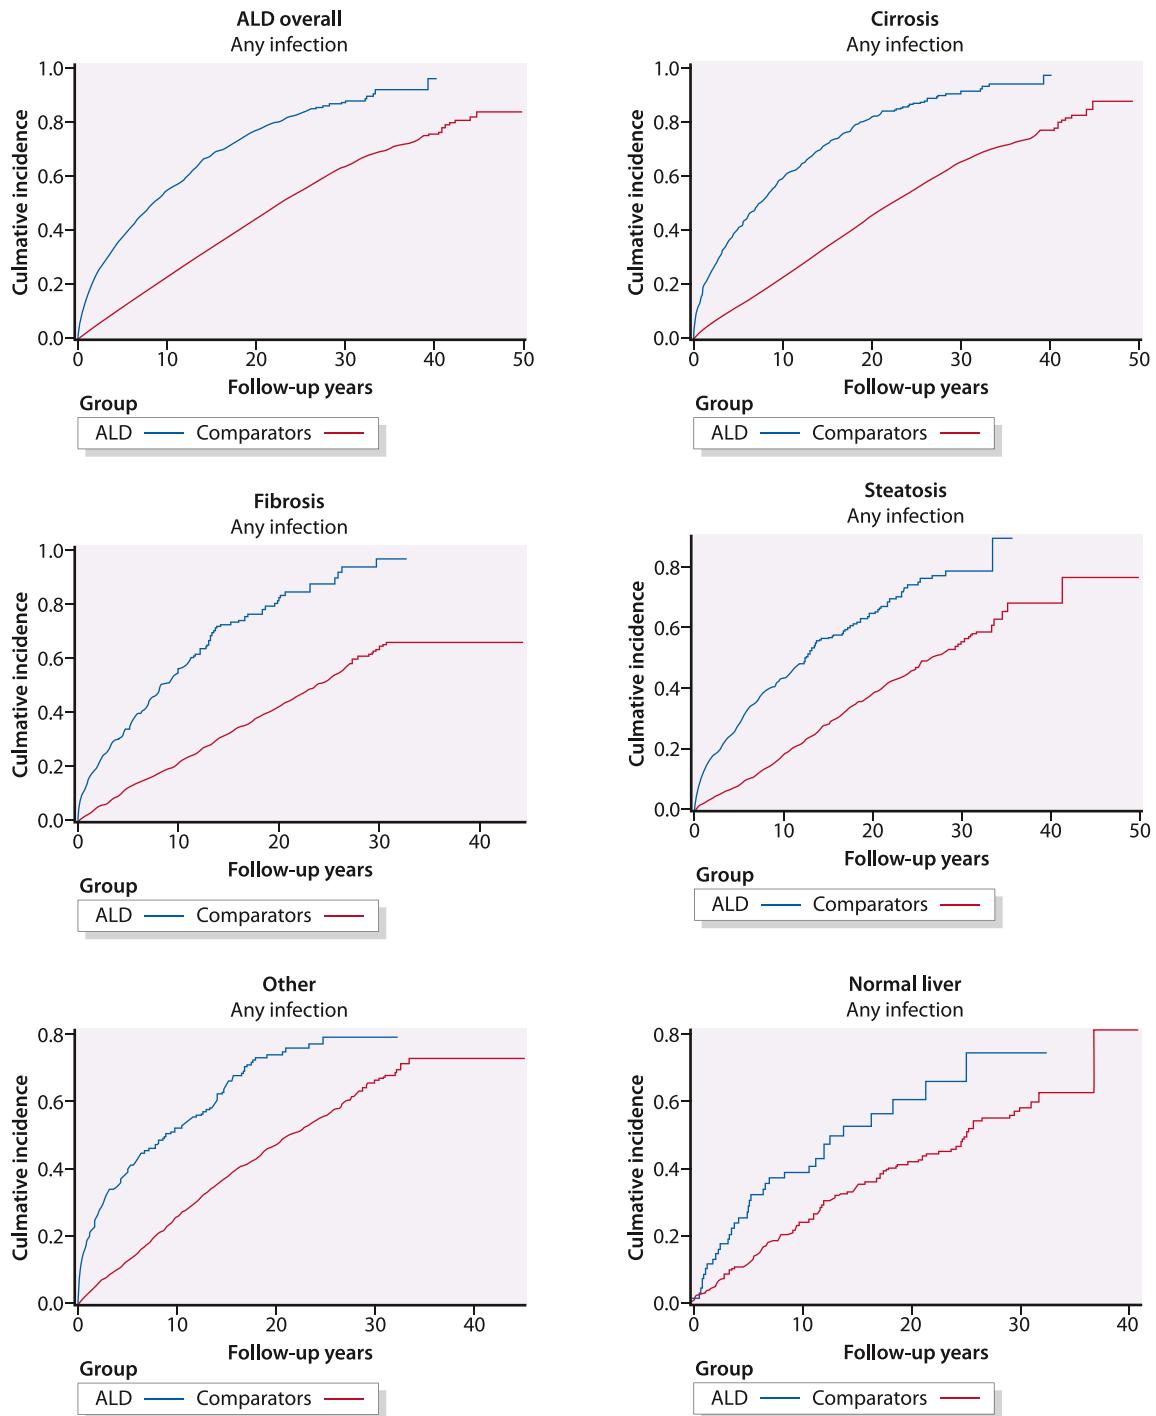 ALD overall
Any infection
1.0
0.8
0.6
0.4
0.2
0.0
Culmative incidence
0 10 20 30 40 50
Follow-up years
Group
ALD Comparators
Cirrosis
Any infection
1.0
0.8
0.6
0.4
0.2
0.0
Culmative incidence
0 10 20 30 40 50
Follow-up years
Group
ALD Comparators
Fibrosis
Any infection
1.0
0.8
0.6
0.4
0.2
0.0
Culmative incidence
0 10 20 30 40
Follow-up years
Group
ALD Comparators
Steatosis
Any infection
0.8
0.6
0.4
0.2
0.0
Culmative incidence
0 10 20 30 40 50
Follow-up years
Group
ALD Comparators
Other
Any infection
0.8
0.6
0.4
0.2
0.0
Culmative incidence
0 10 20 30 40
Follow-up years
Group
ALD Comparators
Normal liver
Any infection
0.8
0.6
0.4
0.2
0.0
Culmative incidence
0 10 20 30 40
Follow-up years
Group
ALD Comparators